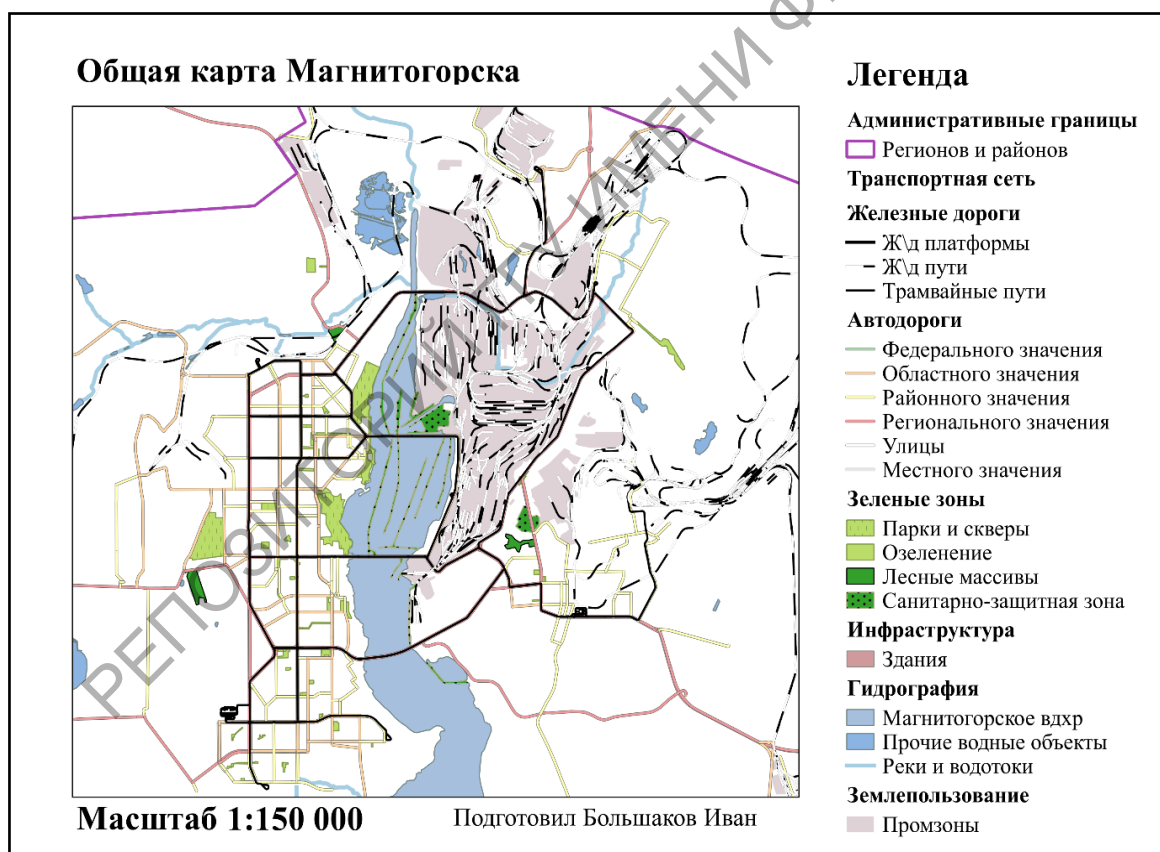 Общая карта Магнитогорска
Легенда
Административные границы
Регионов и районов
Транспортная сеть
Железные дороги
Ж\д платформы
Ж\д пути
Трамвайные пути
Автодороги
Федерального значения
Областного значения
Районного значения
Регионального значения
Улицы
Местного значения
Зеленые зоны
Парки и скверы
Озеленение
Лесные массивы
Санитарно-защитная зона
Инфраструктура
Здания
Гидрография
Магнитогорское вдхр
Прочие водные объекты
Реки и водотоки
Землепользование
Промзоны
Масштаб 1:150 000
Подготовил Большаков Иван
РЕПОЗИТОРИЙ ГГУ ИМЕНИ